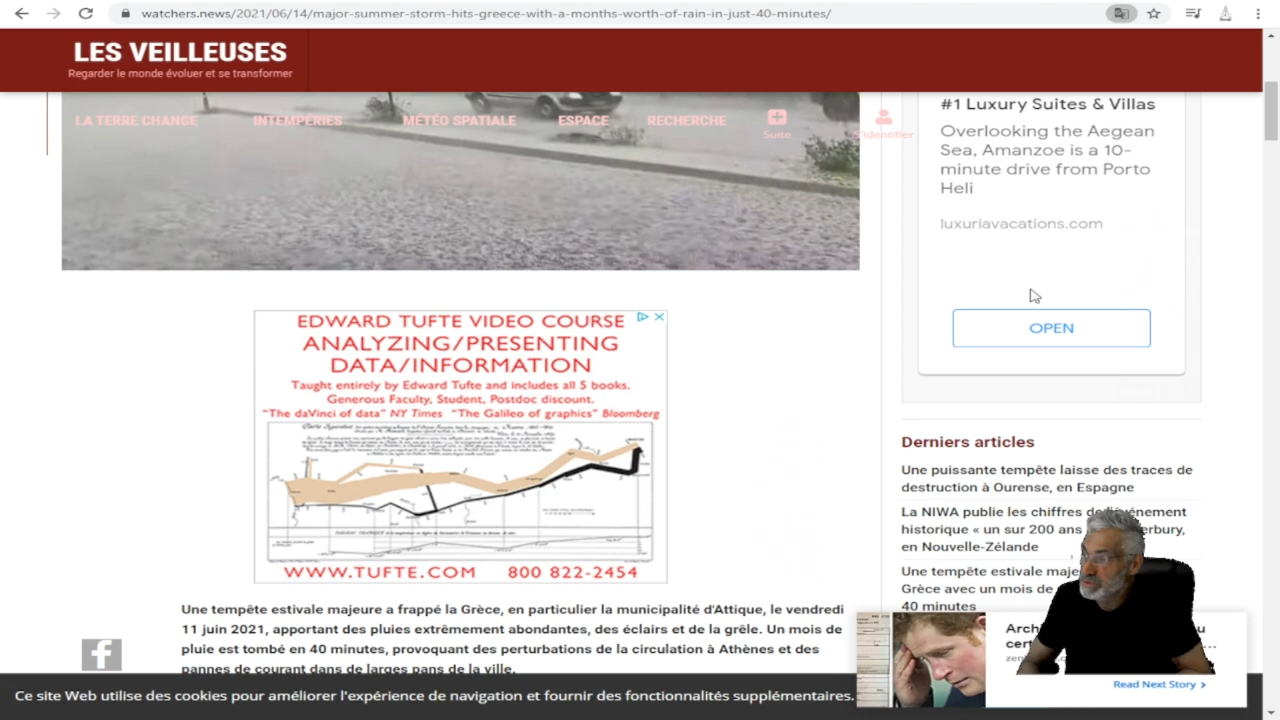 watchers.news/2021/06/14/major-summer-storm-hits-greece-with-a-months-worth-of-rain-in-just-40-minutes/
LES VEILLEUSES
Regarder le monde évoluer et se transformer
LA TERRE CHANGE
INTEMPÉRIES
MÉTÉO SPATIALE
ESPACE
RECHERCHE
Suite
S'identifier
#1 Luxury Suites & Villas
Overlooking the Aegean
Sea, Amanzoe is a 10-
minute drive from Porto
Heli
luxuriavacations.com
OPEN
EDWARD TUFTE VIDEO COURSE
ANALYZING/PRESENTING
DATA/INFORMATION
Taught entirely by Edward Tufte and includes all 5 books.
Generous Faculty, Student, Postdoc discount.
“The daVinci of data” NY Times “The Galileo of graphics” Bloomberg
WWW.TUFTE.COM 800 822-2454
Derniers articles
Une puissante tempête laisse des traces de
destruction à Ourense, en Espagne
La NIWA publie les chiffres de
historique « un sur 200 ans
en Nouvelle-Zélande
Une tempête estivale
Grèce avec un mois de
40 minutes
Une tempête estivale majeure a frappé la Grèce, en particulier la municipalité d'Attique, le vendredi
11 juin 2021, apportant des pluies extrêmement abondantes, des éclairs et de la grêle. Un mois de
pluie est tombé en 40 minutes, provoquant des perturbations de la circulation à Athènes et des
pannes de courant dans de larges pans de la ville.
Read Next Story
Ce site Web utilise des cookies pour améliorer l'expérience de navigation et fournir des fonctionnalités supplémentaires.